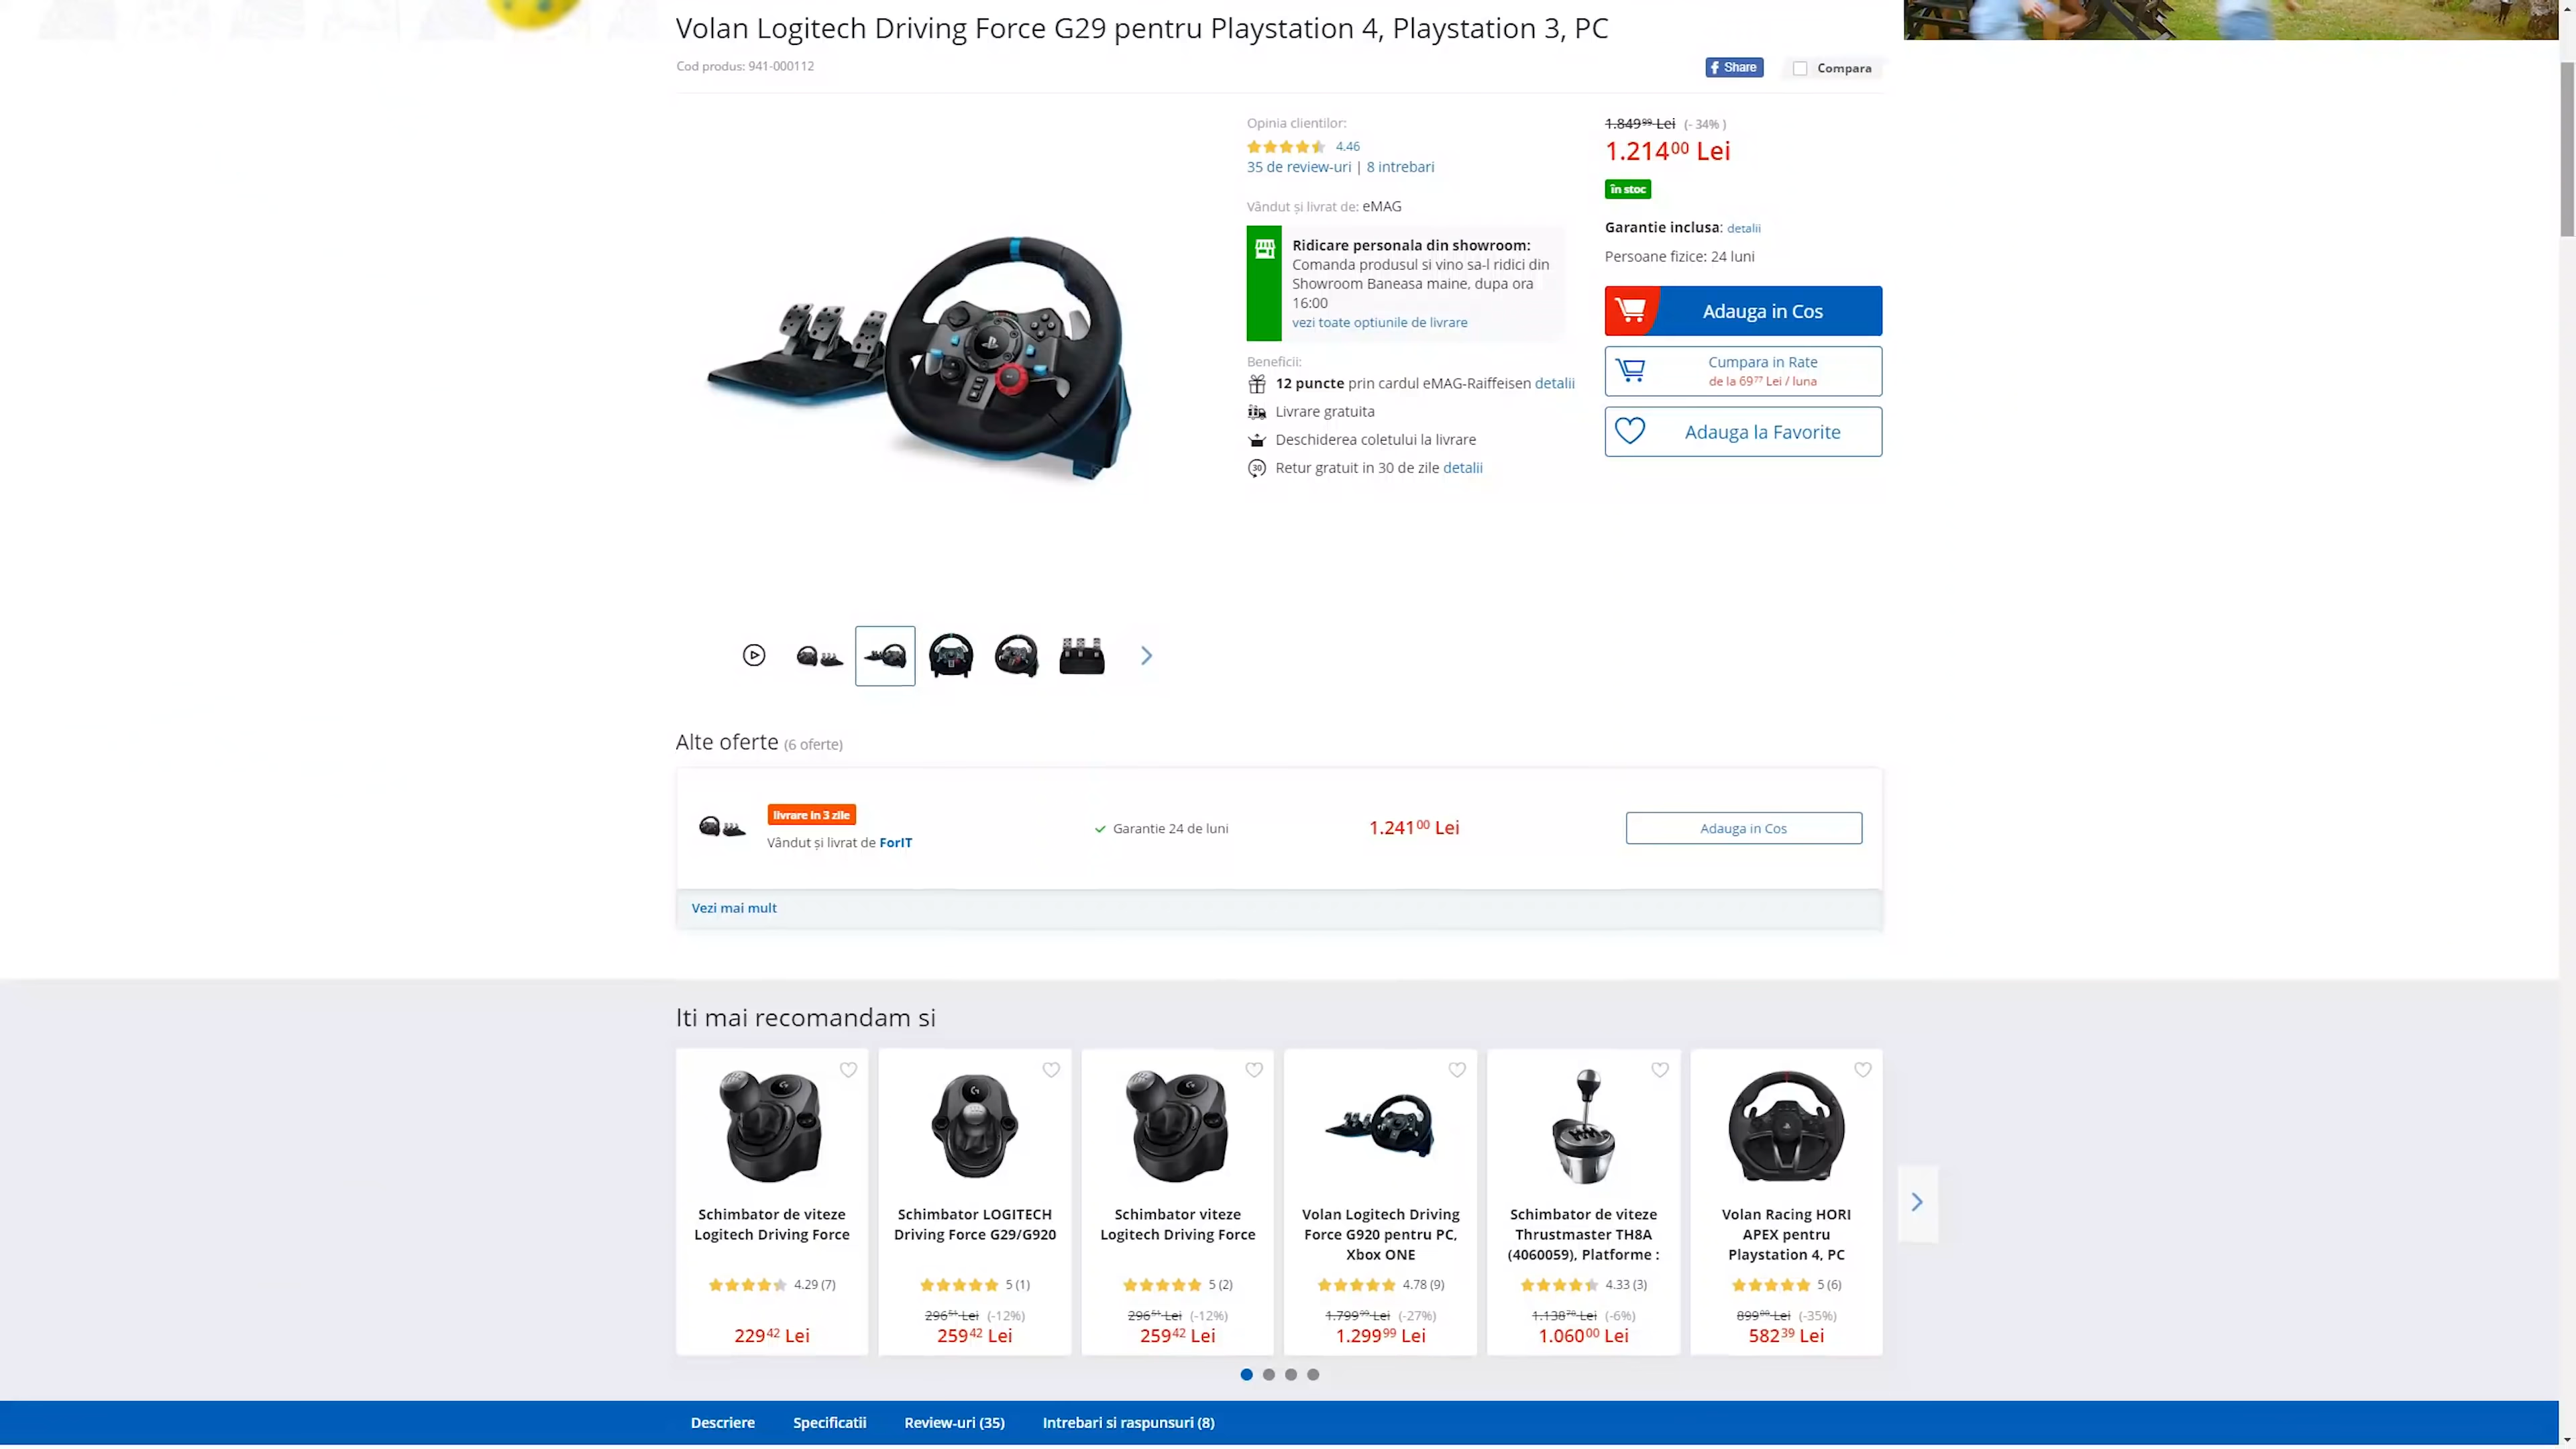 Volan Logitech Driving Force G29 pentru Playstation 4, Playstation 3, PC
Cod produs: 941-000112
Share
Compara
Opinia clientilor:
4.46
35 de review-uri | 8 intrebari
Vândut și livrat de: eMAG
Ridicare personala din showroom:
Comanda produsul si vino sa-l ridici din
Showroom Baneasa maine, dupa ora
16:00
vezi toate optiunile de livrare
Beneficii:
12 puncte prin cardul eMAG-Raiffeisen detalii
Livrare gratuita
Deschiderea coletului la livrare
30 Retur gratuit in 30 de zile detalii
1.849⁹⁹ Lei (- 34% )
1.214⁰⁰ Lei
în stoc
Garantie inclusa: detalii
Persoane fizice: 24 luni
Adauga in Cos
Cumpara in Rate
de la 69⁷⁷ Lei / luna
Adauga la Favorite
Alte oferte (6 oferte)
livrare in 3 zile
Vândut și livrat de ForIT
Garantie 24 de luni
1.241⁰⁰ Lei
Adauga in Cos
Vezi mai mult
Iti mai recomandam si
Schimbator de viteze
Logitech Driving Force
4.29 (7)
229⁴² Lei
Schimbator LOGITECH
Driving Force G29/G920
5 (1)
296⁵¹ Lei (-12%)
259⁴² Lei
Schimbator viteze
Logitech Driving Force
5 (2)
296⁵¹ Lei (-12%)
259⁴² Lei
Volan Logitech Driving
Force G920 pentru PC,
Xbox ONE
4.78 (9)
1.799⁹⁹ Lei (-27%)
1.299⁹⁹ Lei
Schimbator de viteze
Thrustmaster TH8A
(4060059), Platforme :
4.33 (3)
1.138⁷⁰ Lei (-6%)
1.060⁰⁰ Lei
Volan Racing HORI
APEX pentru
Playstation 4, PC
5 (6)
899⁰⁰ Lei (-35%)
582³⁹ Lei
Descriere
Specificatii
Review-uri (35)
Intrebari si raspunsuri (8)